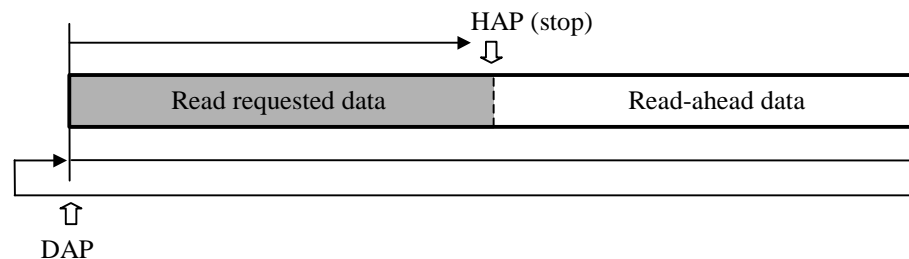 HAP (stop)
Read requested data
Read-ahead data
DAP